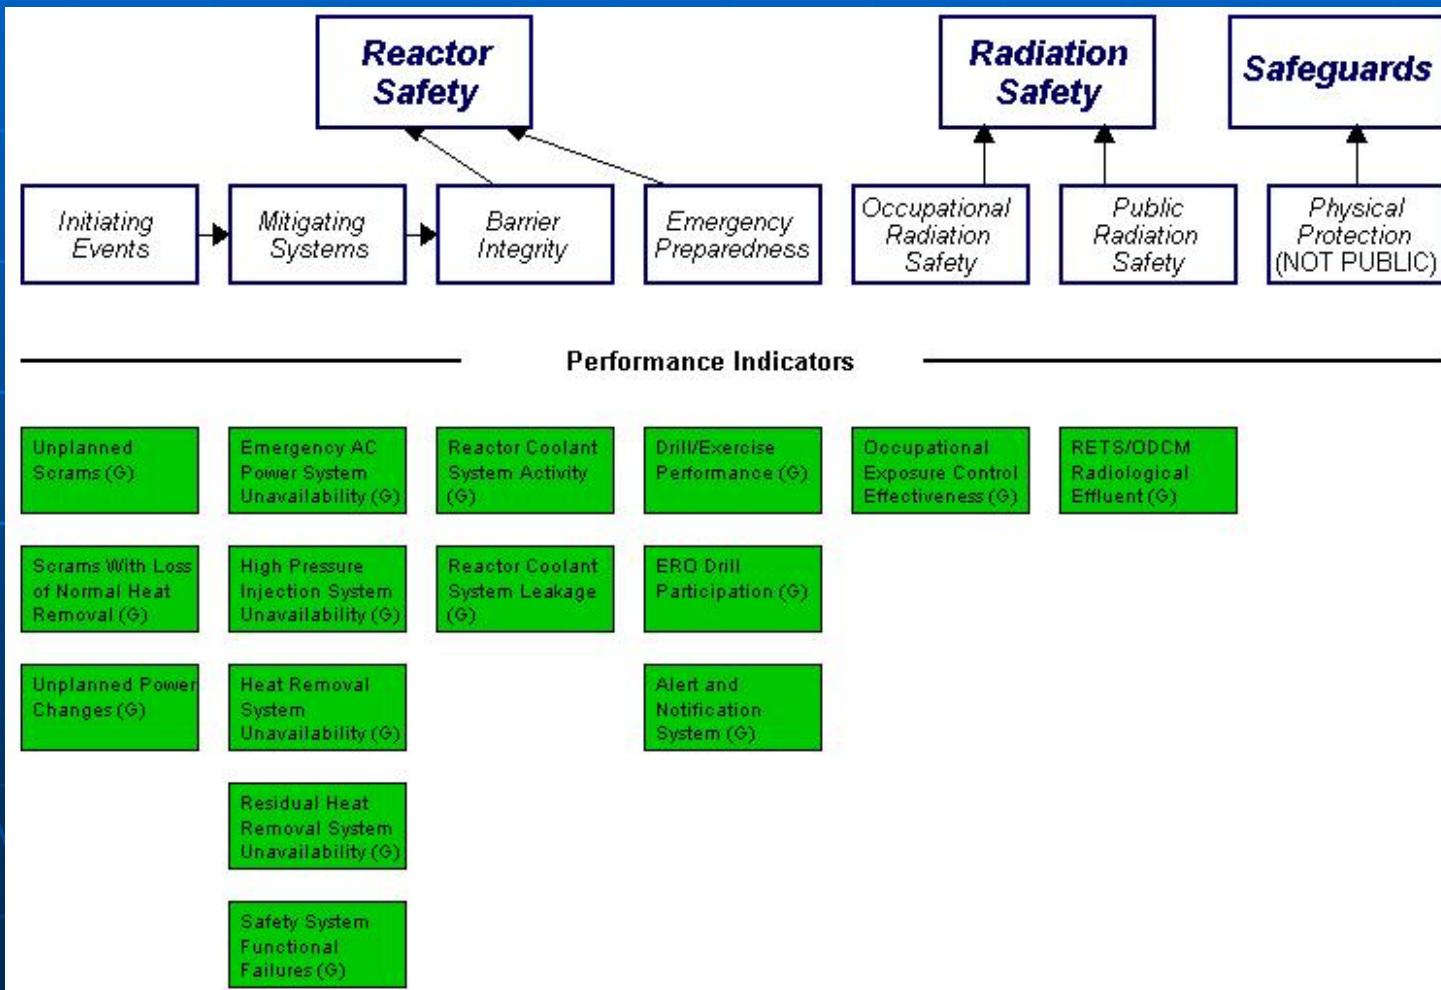 Reactor
Safety
Radiation
Safety
Safeguards
Initiating
Events
Mitigating
Systems
Barrier
Integrity
Emergency
Preparedness
Occupational
Radiation
Safety
Public
Radiation
Safety
Physical
Protection
(NOT PUBLIC)
Performance Indicators
Unplanned
Scrams (G)
Emergency AC
Power System
Unavailability (G)
Reactor Coolant
System Activity
(G)
Drill/Exercise
Performance (G)
Occupational
Exposure Control
Effectiveness (G)
RETS/ODCM
Radiological
Effluent (G)
Scrams With Loss
of Normal Heat
Removal (G)
High Pressure
Injection System
Unavailability (G)
Reactor Coolant
System Leakage
(G)
ERO Drill
Participation (G)
Unplanned Power
Changes (G)
Heat Removal
System
Unavailability (G)
Alert and
Notification
System (G)
Residual Heat
Removal System
Unavailability (G)
Safety System
Functional
Failures (G)